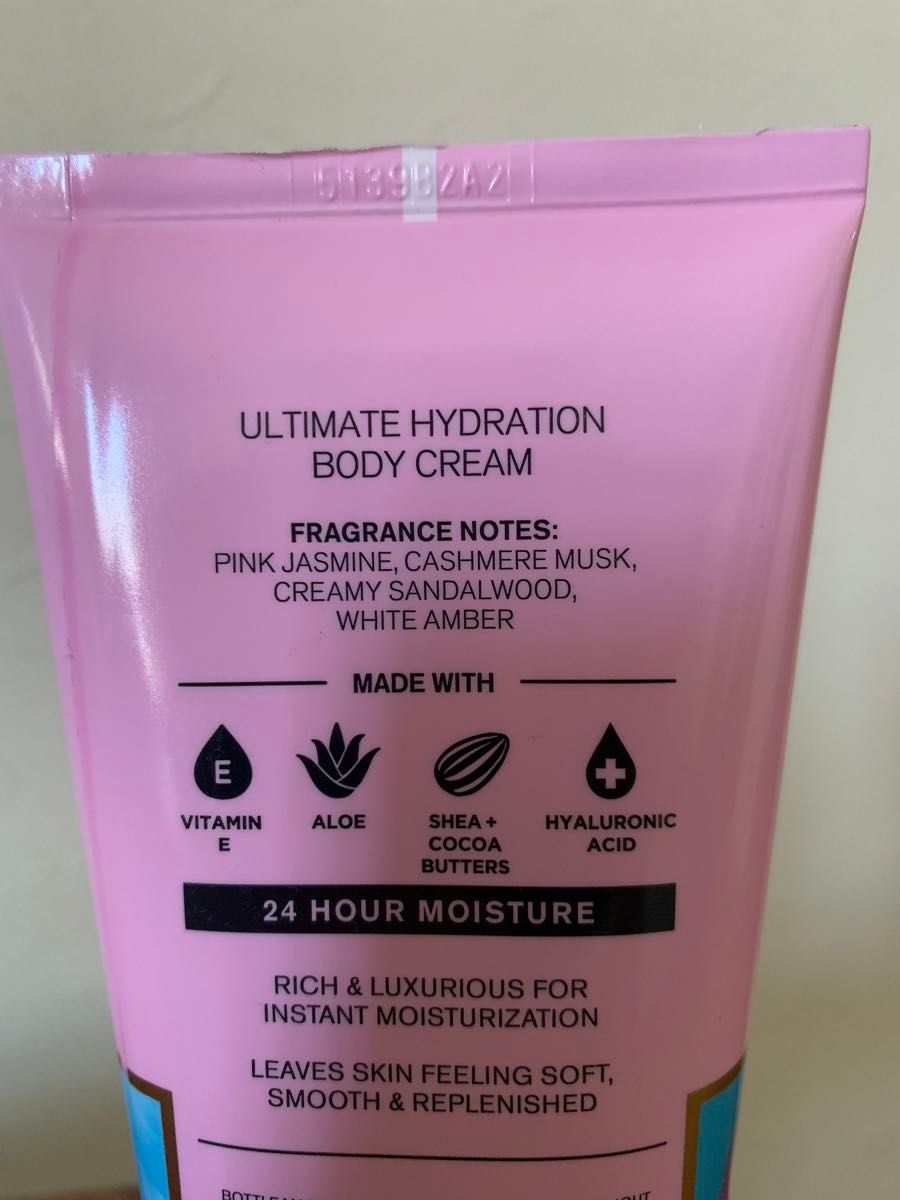 5139B2A2
ULTIMATE HYDRATION
BODY CREAM
FRAGRANCE NOTES:
PINK JASMINE, CASHMERE MUSK,
CREAMY SANDALWOOD,
WHITE AMBER
MADE WITH
E
VITAMIN E
ALOE
SHEA + COCOA BUTTERS
HYALURONIC ACID
24 HOUR MOISTURE
RICH & LUXURIOUS FOR
INSTANT MOISTURIZATION
LEAVES SKIN FEELING SOFT,
SMOOTH & REPLENISHED